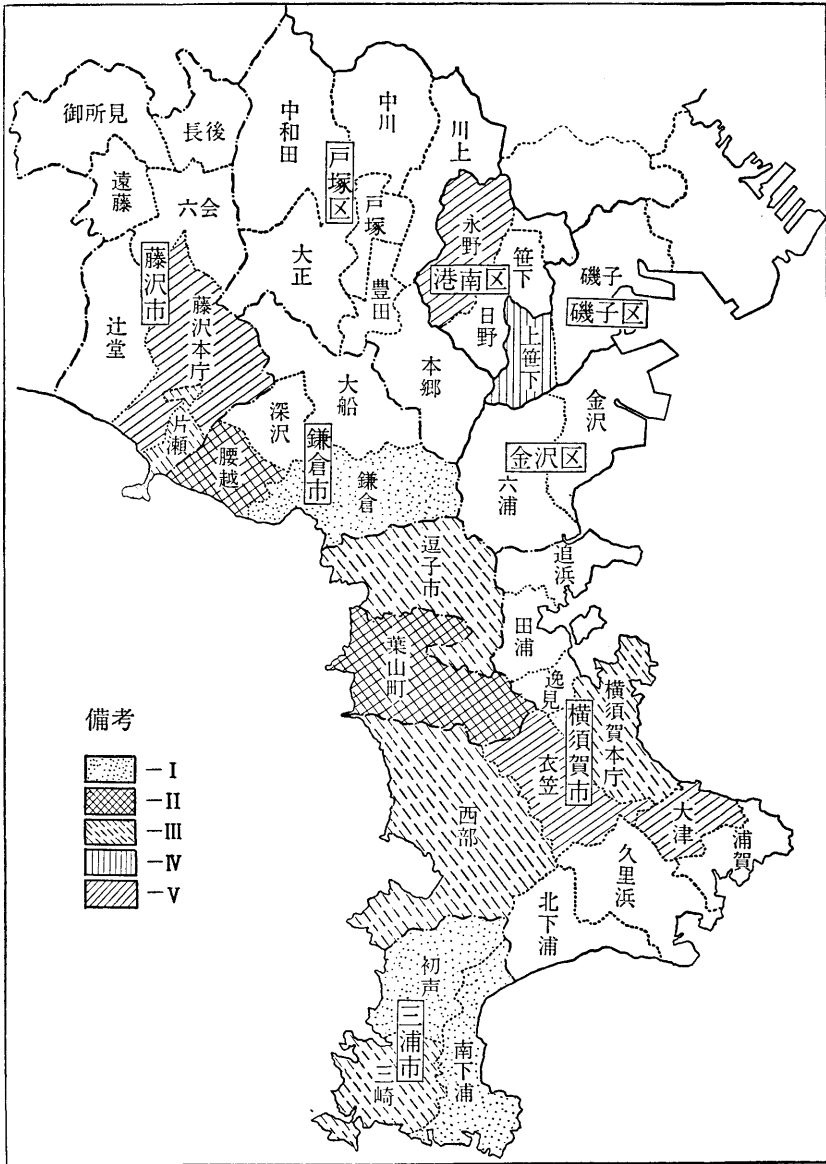 御所見
長後
中和田
中川
川上
戸塚区
遠藤
六会
戸塚
永野
笹下
大正
藤沢市
藤沢本庁
豊田
港南区
磯子
磯子区
日野
辻堂
上笹下
本郷
大船
金沢
深沢
片瀬
鎌倉市
腰越
鎌倉
金沢区
六浦
追浜
逗子市
田浦
葉山町
逸見
横須賀本庁
横須賀市
衣笠
大津
浦賀
西部
久里浜
北下浦
初声
三浦市
南下浦
三崎
備考
－Ⅰ
－Ⅱ
－Ⅲ
－Ⅳ
－Ⅴ